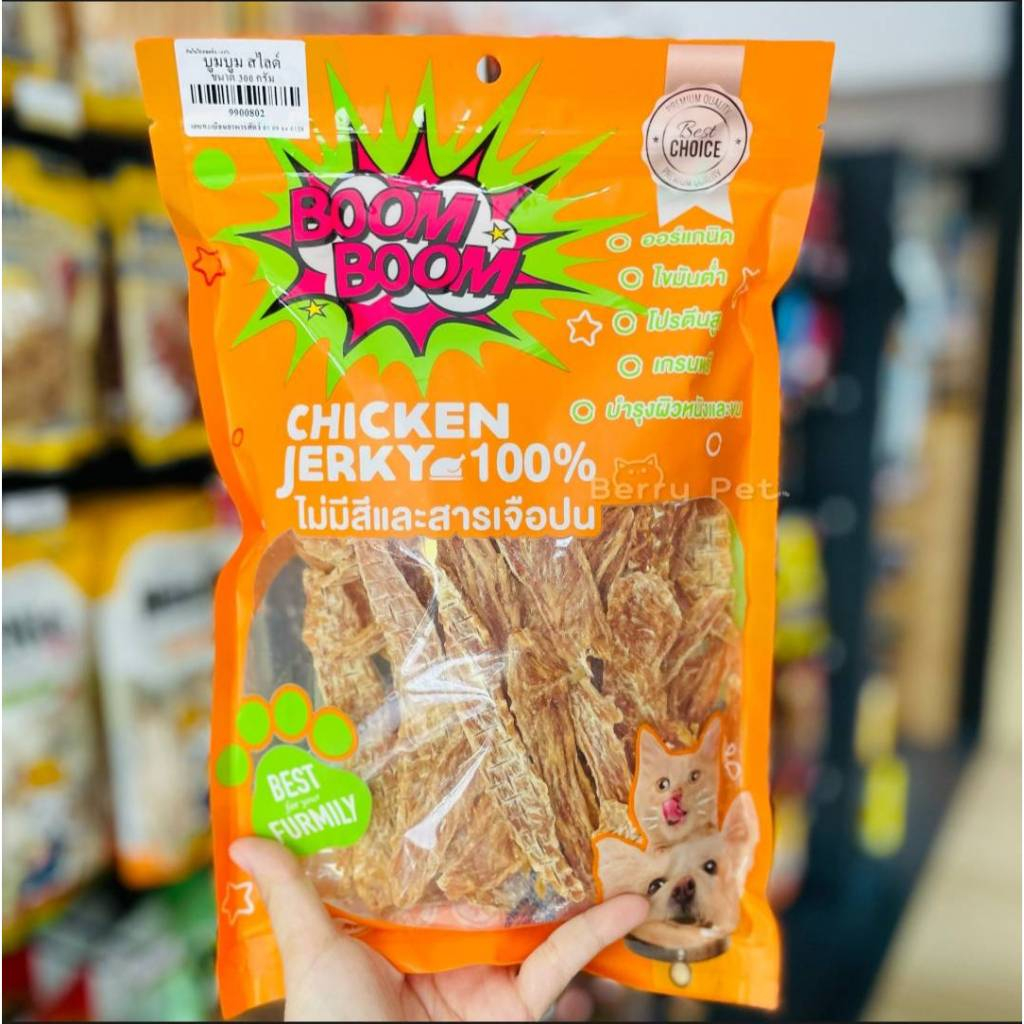 บูมบูม สไลด์
ขนาด 300 กรัม
9900802
PREMIUM QUALITY
Best
CHOICE
PREMIUM QUALITY
BOOM
BOOM
ออร์แกนิค
ไขมันต่ำ
โปรตีนสู
เกรนฟรี
บำรุงผิวหนังและขน
CHICKEN
JERKY 100%
ไม่มีสีและสารเจือปน
Berry Pet
BEST
for your
FURMILY